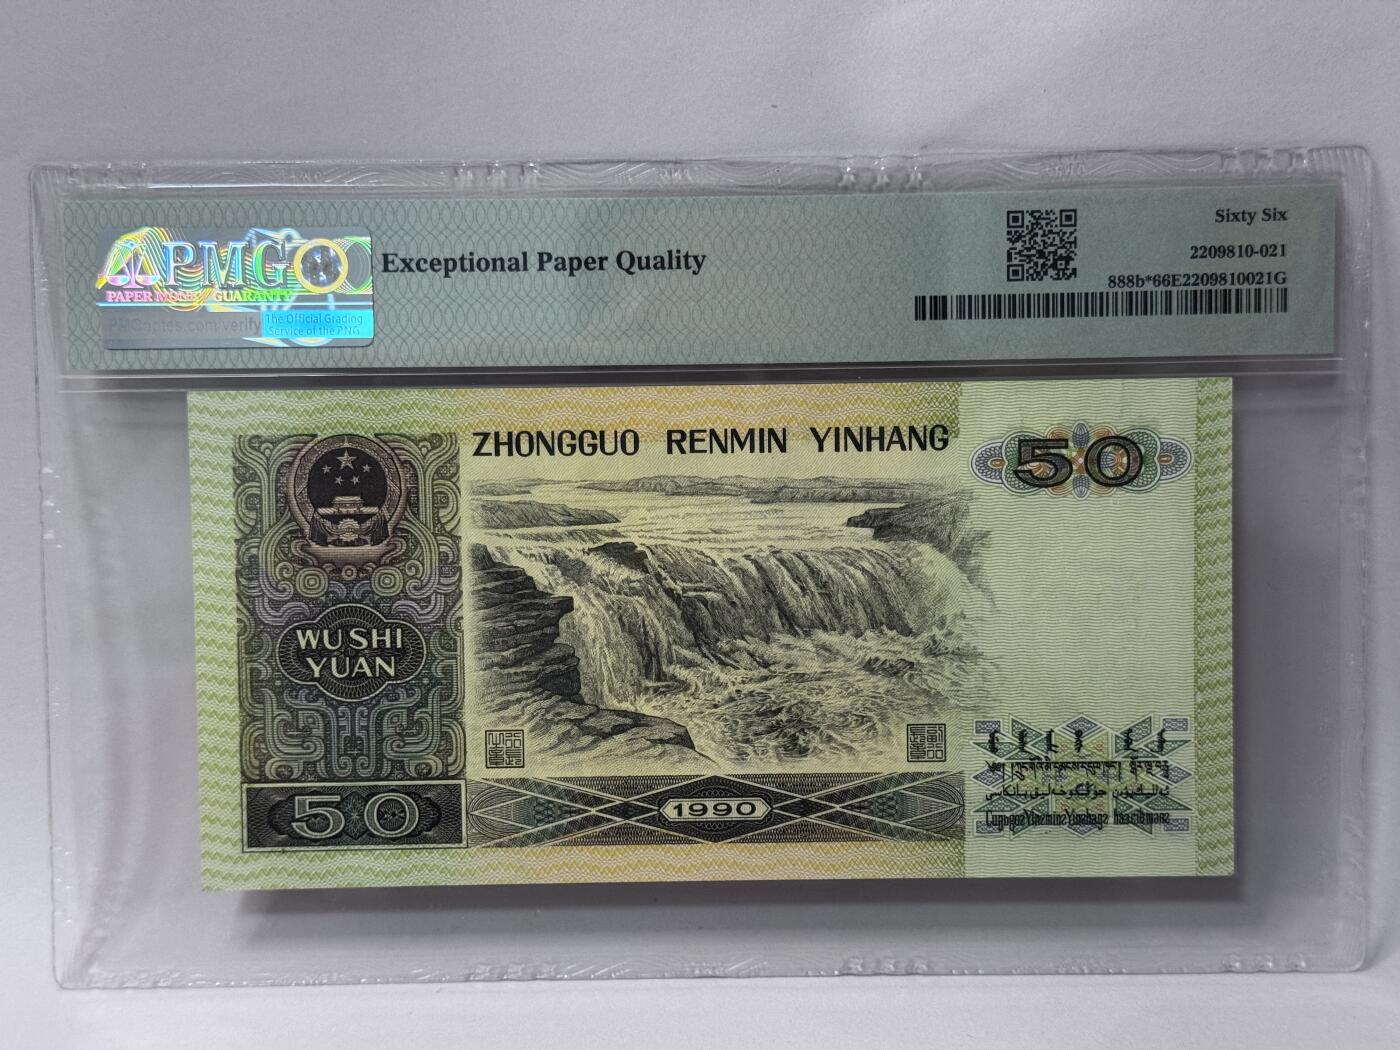 PMG
PAPER MONEY GUARANTY
PMGnotes.com/verify
The Official Grading
Service of the PNG
Exceptional Paper Quality
Sixty Six
2209810-021
888b*66E2209810021G
ZHONGGUO RENMIN YINHANG
50
WU SHI
YUAN
50
1990